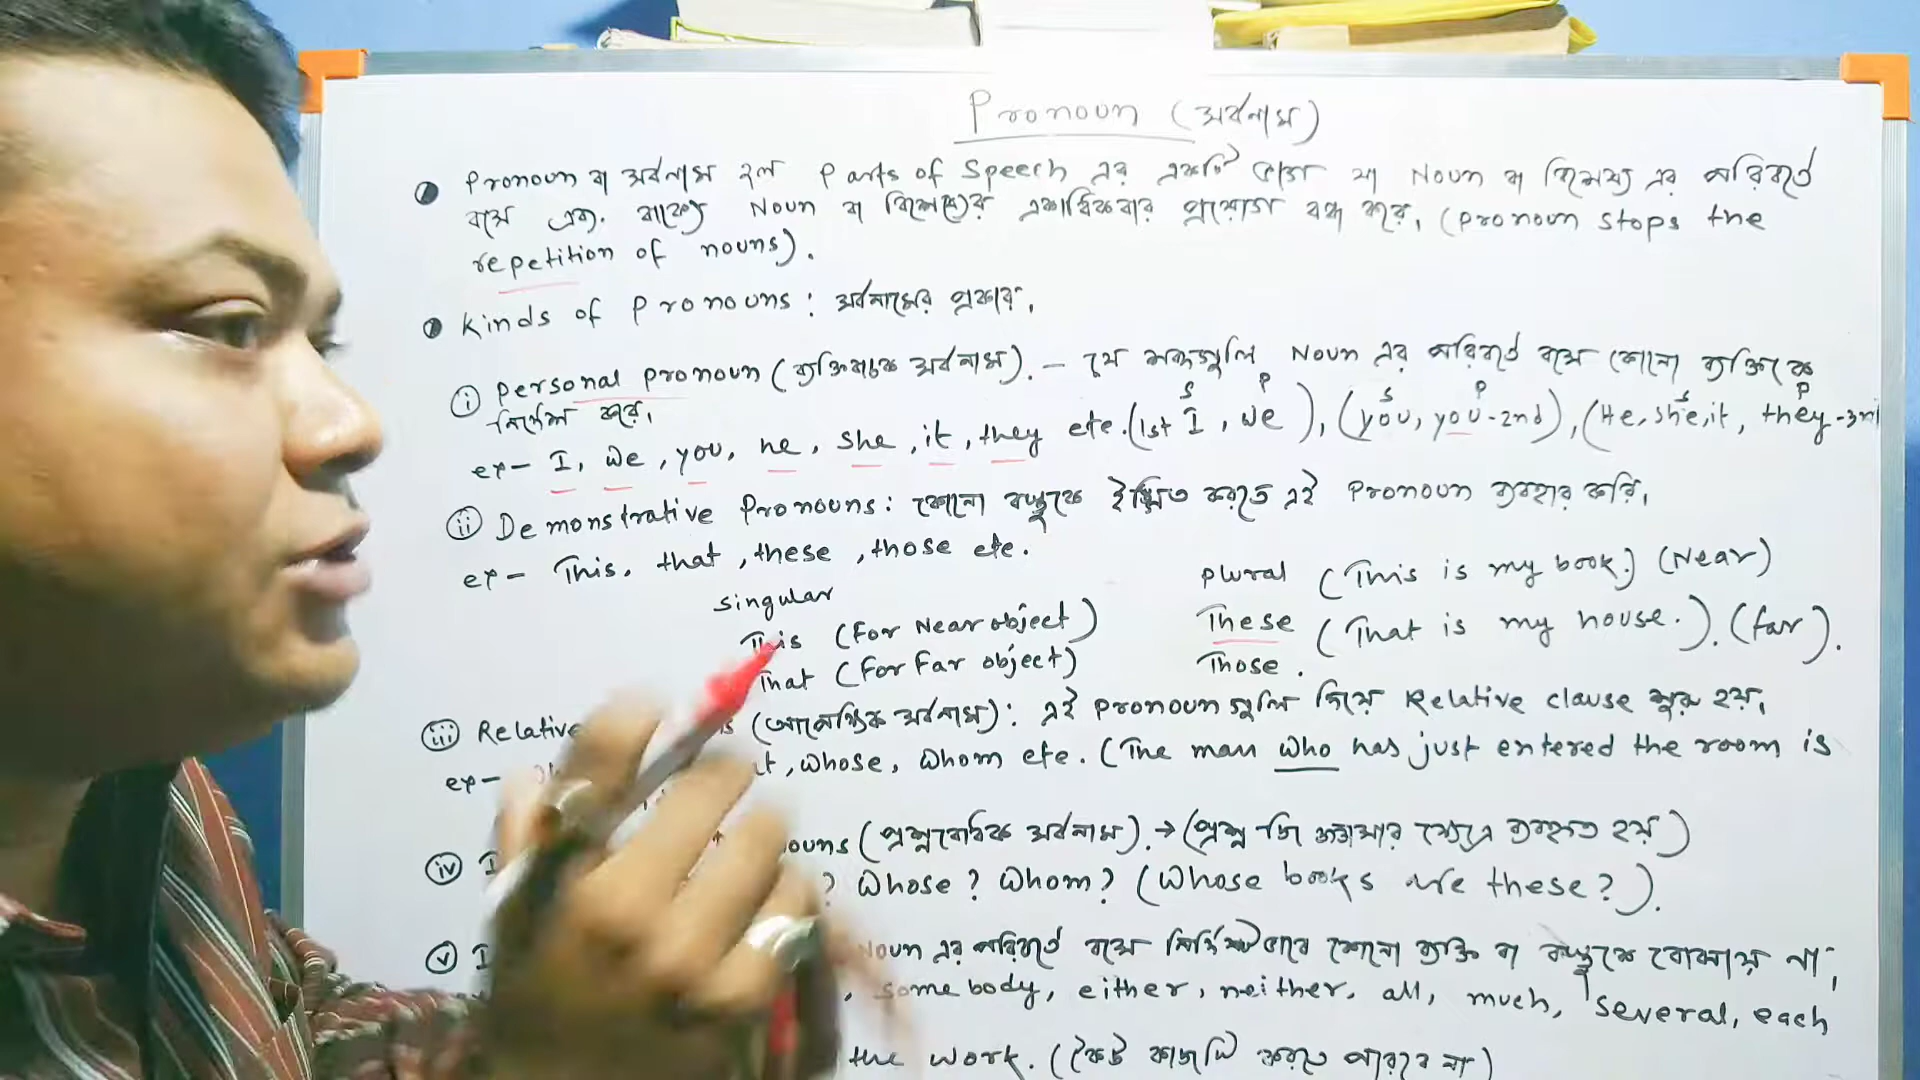 Pronoun (সর্বনাম)
Pronoun বা সর্বনাম হল Parts of Speech এর একটি ভাগ যা Noun বা বিশেষ্য এর পরিবর্তে
বসে এবং বাক্যে Noun বা বিশেষ্যের একাধিকবার প্রয়োগ বন্ধ করে, (Pronoun stops the
repetition of nouns).
Kinds of Pronouns: সর্বনামের প্রকার,
i Personal pronoun (ব্যক্তিবাচক সর্বনাম). – যে শব্দগুলি Noun এর পরিবর্তে বসে কোনো ব্যক্তিকে
নির্দেশ করে,
S P S P S P
ex- I, we, you, he, she, it, they etc. (1st I, we), (you, you-2nd), (He, she, it, they-3rd
ii Demonstrative Pronouns: কোনো বস্তুকে ইঙ্গিত করতে এই Pronoun ব্যবহার করি,
ex- This, that, these, those etc.
singular plural (This is my book.) (Near)
This (For Near object) These (That is my house.). (far).
That (For Far object) Those.
iii Relative (আপেক্ষিক সর্বনাম): এই Pronoun গুলি দিয়ে Relative clause শুরু হয়,
ex- whose, whom etc. (The man who has just entered the room is
iv (প্রশ্নবোধক সর্বনাম). → (প্রশ্ন জিজ্ঞাসার ক্ষেত্রে ব্যবহৃত হয়)
? Whose? Whom? (Whose books are these?).
v Noun এর পরিবর্তে বসে নির্দিষ্টভাবে কোনো ব্যক্তি বা বস্তুকে বোঝায় না,
, somebody, either, neither, all, much, several, each
the work. (কেউ কাজটি করতে পারবে না)